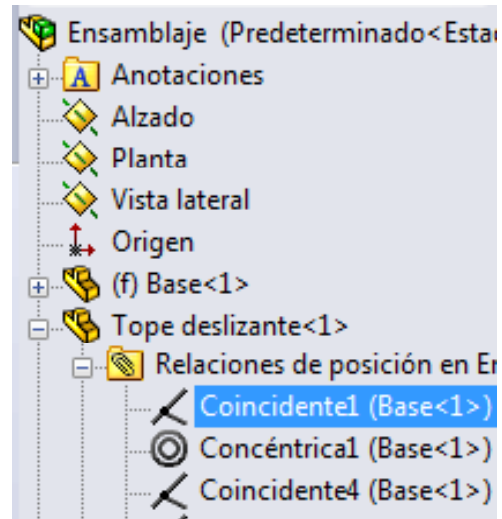 Ensamblaje (Predeterminado<Estad
Anotaciones
Alzado
Planta
Vista lateral
Origen
(f) Base<1>
Tope deslizante<1>
Relaciones de posición en En
Coincidente1 (Base<1>)
Concéntrica1 (Base<1>)
Coincidente4 (Base<1>)